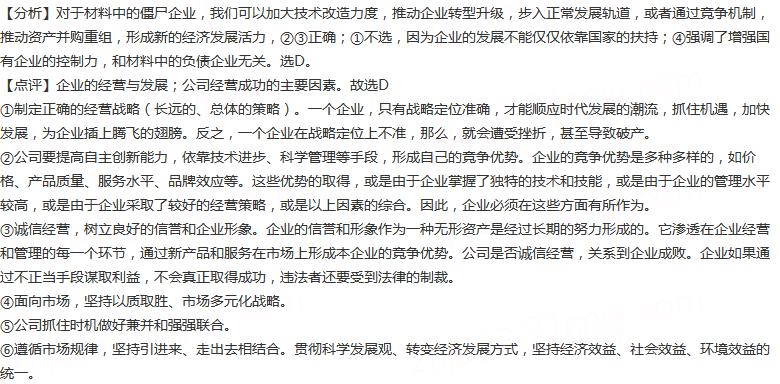 【分析】对于材料中的僵尸企业，我们可以加大技术改造力度，推动企业转型升级，步入正常发展轨道，或者通过竞争机制，
推动资产并购重组，形成新的经济发展活力，②③正确；①不选，因为企业的发展不能仅仅依靠国家的扶持；④强调了增强国
有企业的控制力，和材料中的负债企业无关。选D。
【点评】企业的经营与发展；公司经营成功的主要因素。故选D
①制定正确的经营战略（长远的、总体的策略）。一个企业，只有战略定位准确，才能顺应时代发展的潮流，抓住机遇，加快
发展，为企业插上腾飞的翅膀。反之，一个企业在战略定位上不准，那么，就会遭受挫折，甚至导致破产。
②公司要提高自主创新能力，依靠技术进步、科学管理等手段，形成自己的竞争优势。企业的竞争优势是多种多样的，如价
格、产品质量、服务水平、品牌效应等。这些优势的取得，或是由于企业掌握了独特的技术和技能，或是由于企业的管理水平
较高，或是由于企业采取了较好的经营策略，或是以上因素的综合。因此，企业必须在这些方面有所作为。
③诚信经营，树立良好的信誉和企业形象。企业的信誉和形象作为一种无形资产是经过长期的努力形成的。它渗透在企业经营
和管理的每一个环节，通过新产品和服务在市场上形成本企业的竞争优势。公司是否诚信经营，关系到企业成败。企业如果通
过不正当手段谋取利益，不会真正取得成功，违法者还要受到法律的制裁。
④面向市场，坚持以质取胜、市场多元化战略。
⑤公司抓住时机做好兼并和强强联合。
⑥遵循市场规律，坚持引进来、走出去相结合。贯彻科学发展观、转变经济发展方式，坚持经济效益、社会效益、环境效益的
统一。